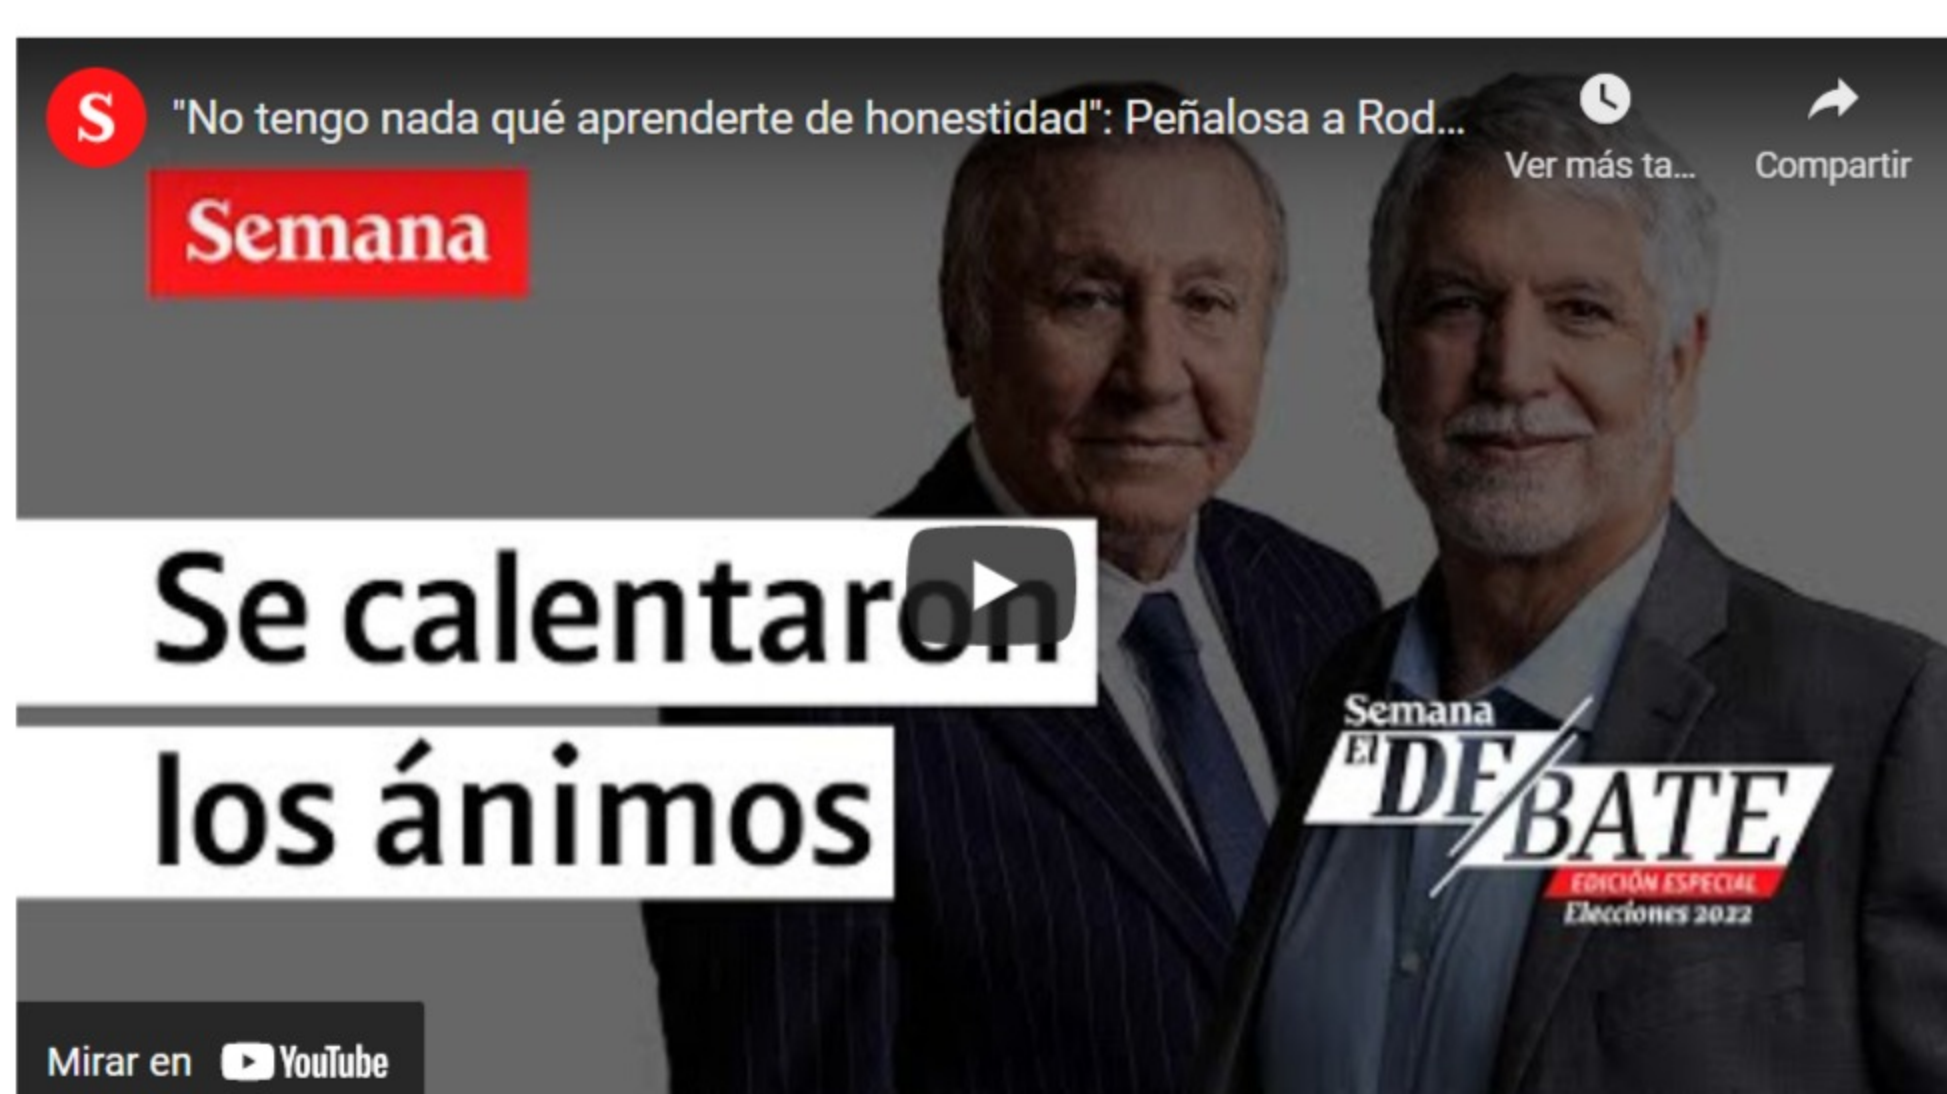 S
"No tengo nada qué aprenderte de honestidad": Peñalosa a Rod...
Ver más ta...
Compartir
Semana
Se calentaron
los ánimos
Semana
El DEBATE
EDICIÓN ESPECIAL
Elecciones 2022
Mirar en YouTube